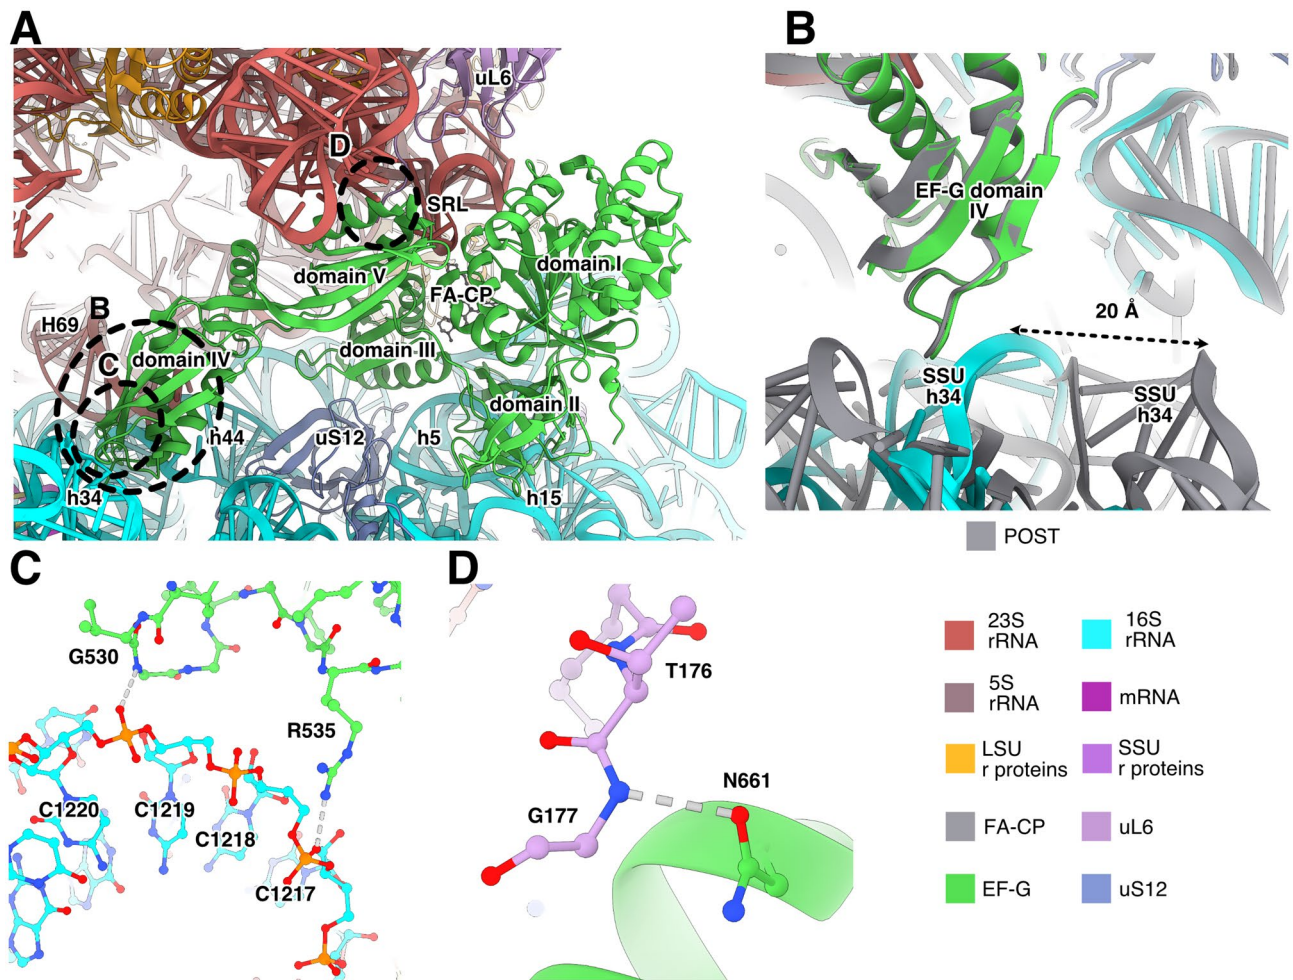 A
uL6
D
SRL
domain V
domain I
FA-CP
B
H69
domain IV
domain III
C
domain II
h44
uS12
h5
h34
h15
B
EF-G domain
IV
20 Å
SSU
h34
SSU
h34
POST
C
G530
R535
C1220
C1219
C1218
C1217
D
T176
N661
G177
23S
rRNA
16S
rRNA
5S
rRNA
mRNA
LSU
r proteins
SSU
r proteins
FA-CP
uL6
EF-G
uS12